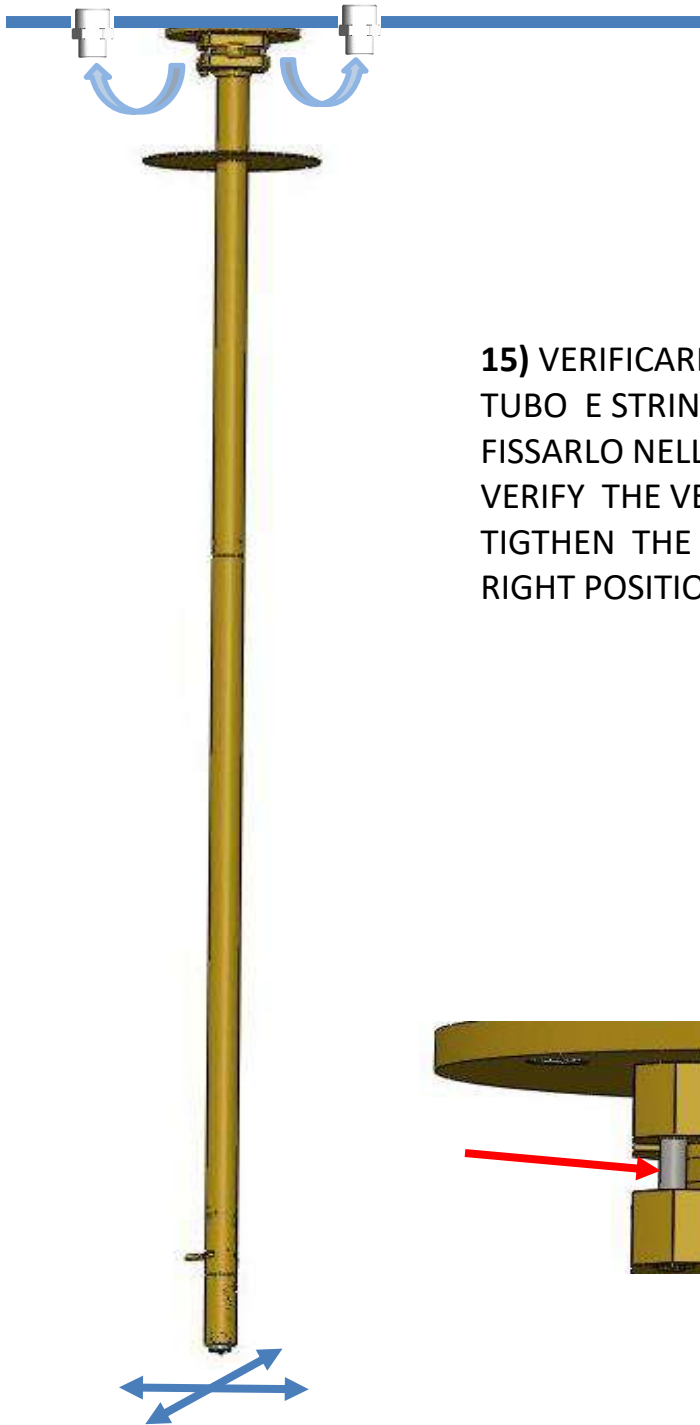 15) VERIFICARE
TUBO E STRIN
FISSARLO NELL
VERIFY THE VE
TIGTHEN THE
RIGHT POSITIO